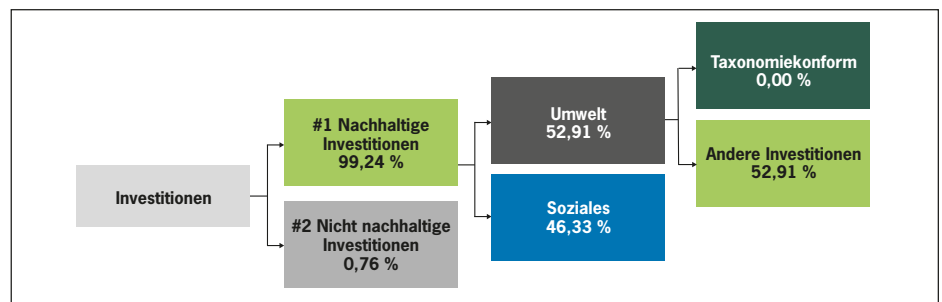 Investitionen
#1 Nachhaltige
Investitionen
99,24 %
#2 Nicht nachhaltige
Investitionen
0,76 %
Umwelt
52,91 %
Soziales
46,33 %
Taxonomiekonform
0,00 %
Andere Investitionen
52,91 %